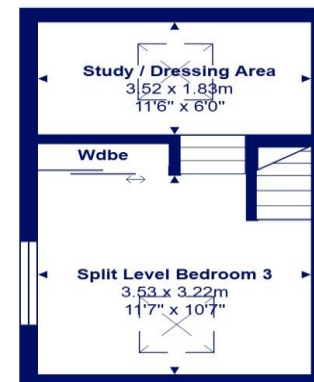 Study / Dressing Area
3.52 x 1.83m
11'6" x 6'0"
Wdbe
Split Level Bedroom 3
3.53 x 3.22m
11'7" x 10'7"